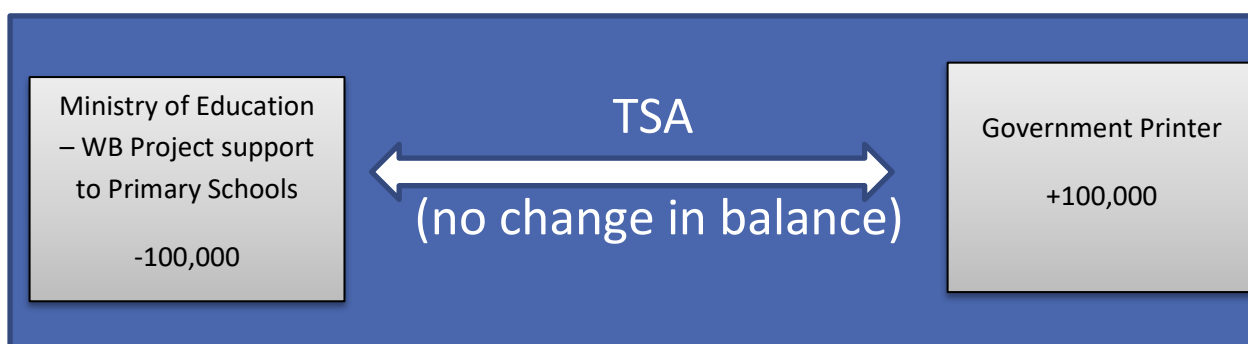 Ministry of Education
– WB Project support
to Primary Schools
-100,000
TSA
(no change in balance)
Government Printer
+100,000